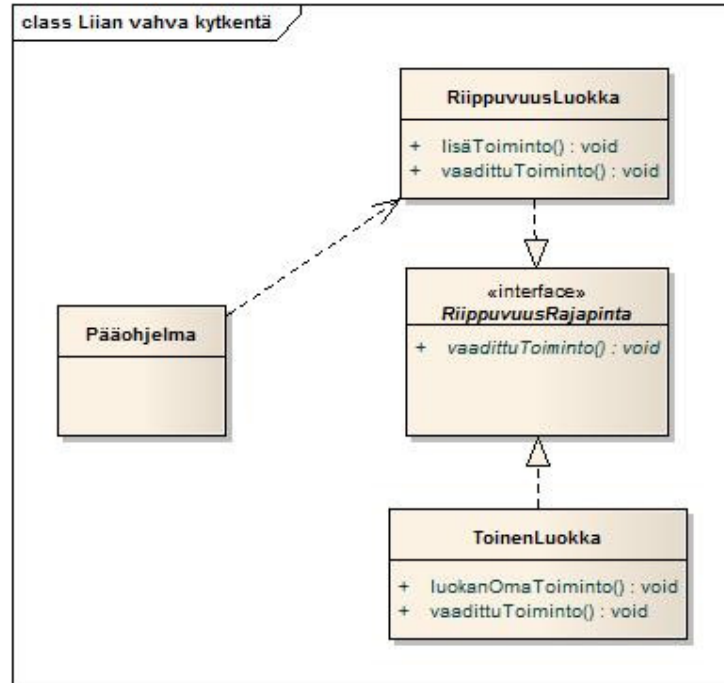 class Liian vahva kytkentä
RiippuvuusLuokka
+ lisäToiminto() : void
+ vaadittuToiminto() : void
«interface»
RiippuvuusRajapinta
+ vaadittuToiminto() : void
Pääohjelma
ToinenLuokka
+ luokanOmaToiminto() : void
+ vaadittuToiminto() : void